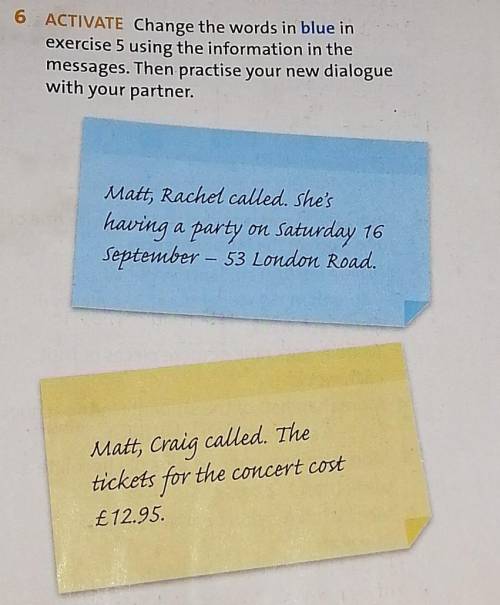 6 ACTIVATE Change the words in blue in
exercise 5 using the information in the
messages. Then practise your new dialogue
with your partner.
Matt, Rachel called. She's
having a party on Saturday 16
September – 53 London Road.
Matt, Craig called. The
tickets for the concert cost
£12.95.